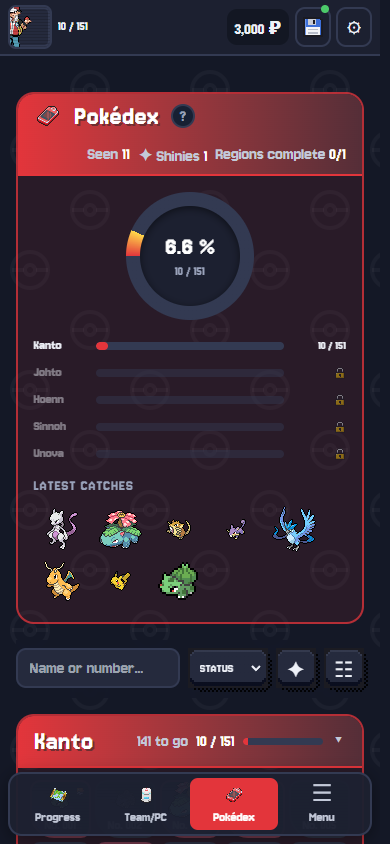 10 / 151
3,000 ₽
Pokédex ?
Seen 11 Shinies 1 Regions complete 0/1
6.6 %
10 / 151
Kanto 10 / 151
Johto
Hoenn
Sinnoh
Unova
LATEST CATCHES
Name or number...
STATUS
Kanto 141 to go 10 / 151
Progress Team/PC Pokédex Menu